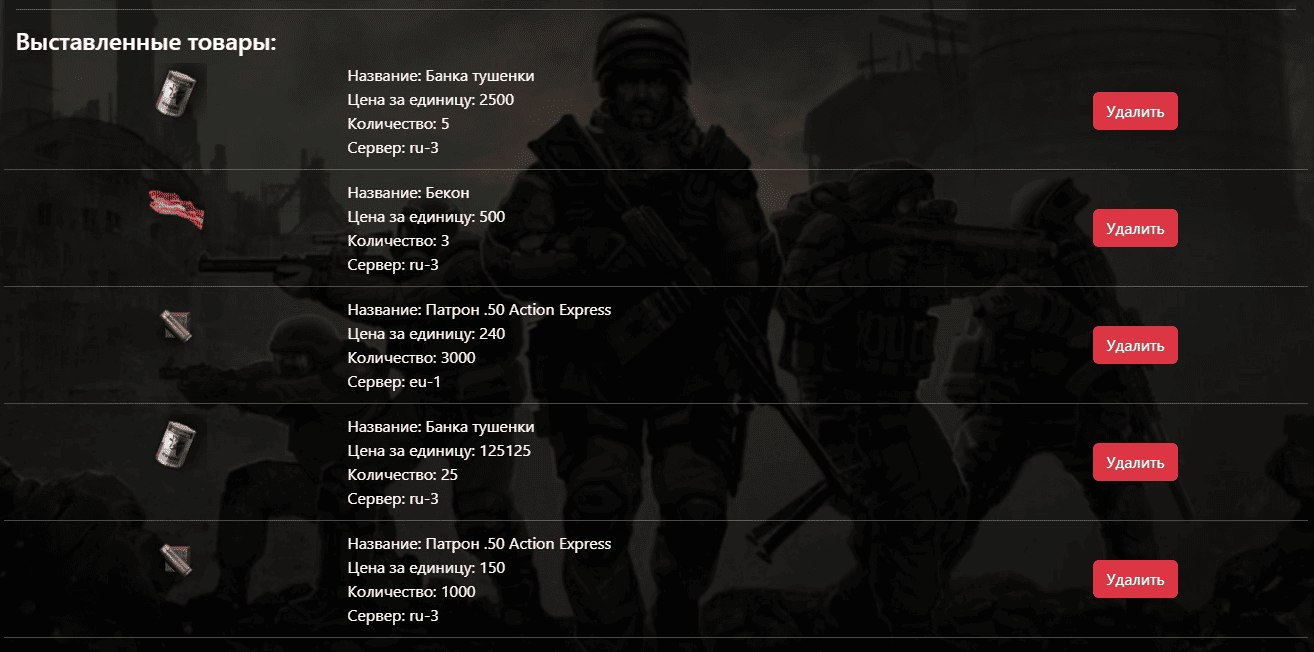 Выставленные товары:
Название: Банка тушенки
Цена за единицу: 2500
Количество: 5
Сервер: ru-3
Удалить
Название: Бекон
Цена за единицу: 500
Количество: 3
Сервер: ru-3
Удалить
Название: Патрон .50 Action Express
Цена за единицу: 240
Количество: 3000
Сервер: eu-1
Удалить
Название: Банка тушенки
Цена за единицу: 125125
Количество: 25
Сервер: ru-3
Удалить
Название: Патрон .50 Action Express
Цена за единицу: 150
Количество: 1000
Сервер: ru-3
Удалить